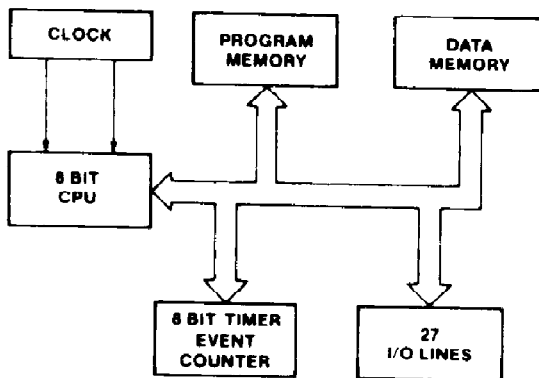 CLOCK
PROGRAM
MEMORY
DATA
MEMORY
8 BIT
CPU
8 BIT TIMER
EVENT
COUNTER
27
I/O LINES